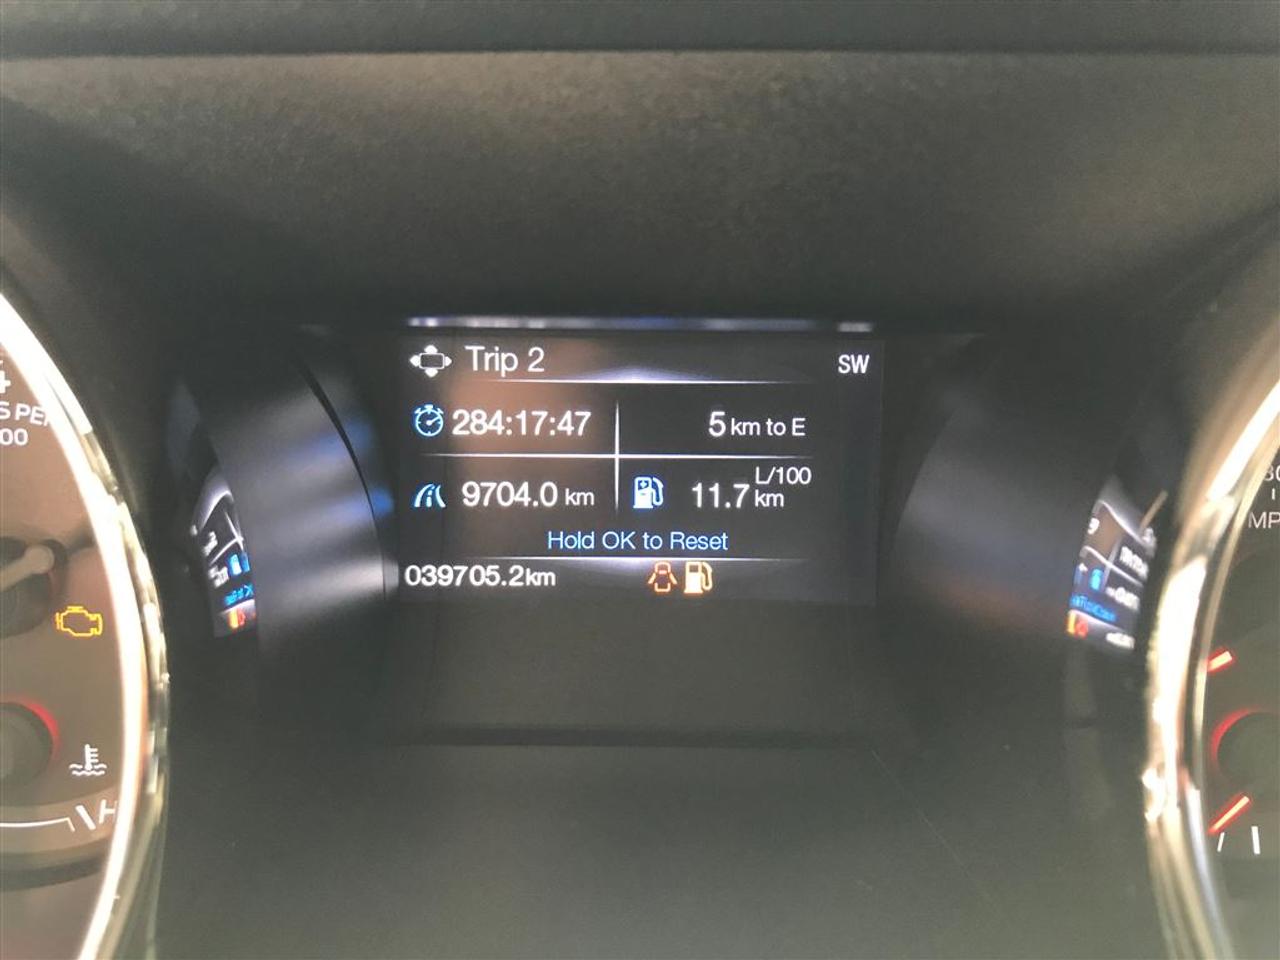 Trip 2
SW
284:17:47
5 km to E
9704.0 km
11.7 L/100 km
Hold OK to Reset
039705.2km
H